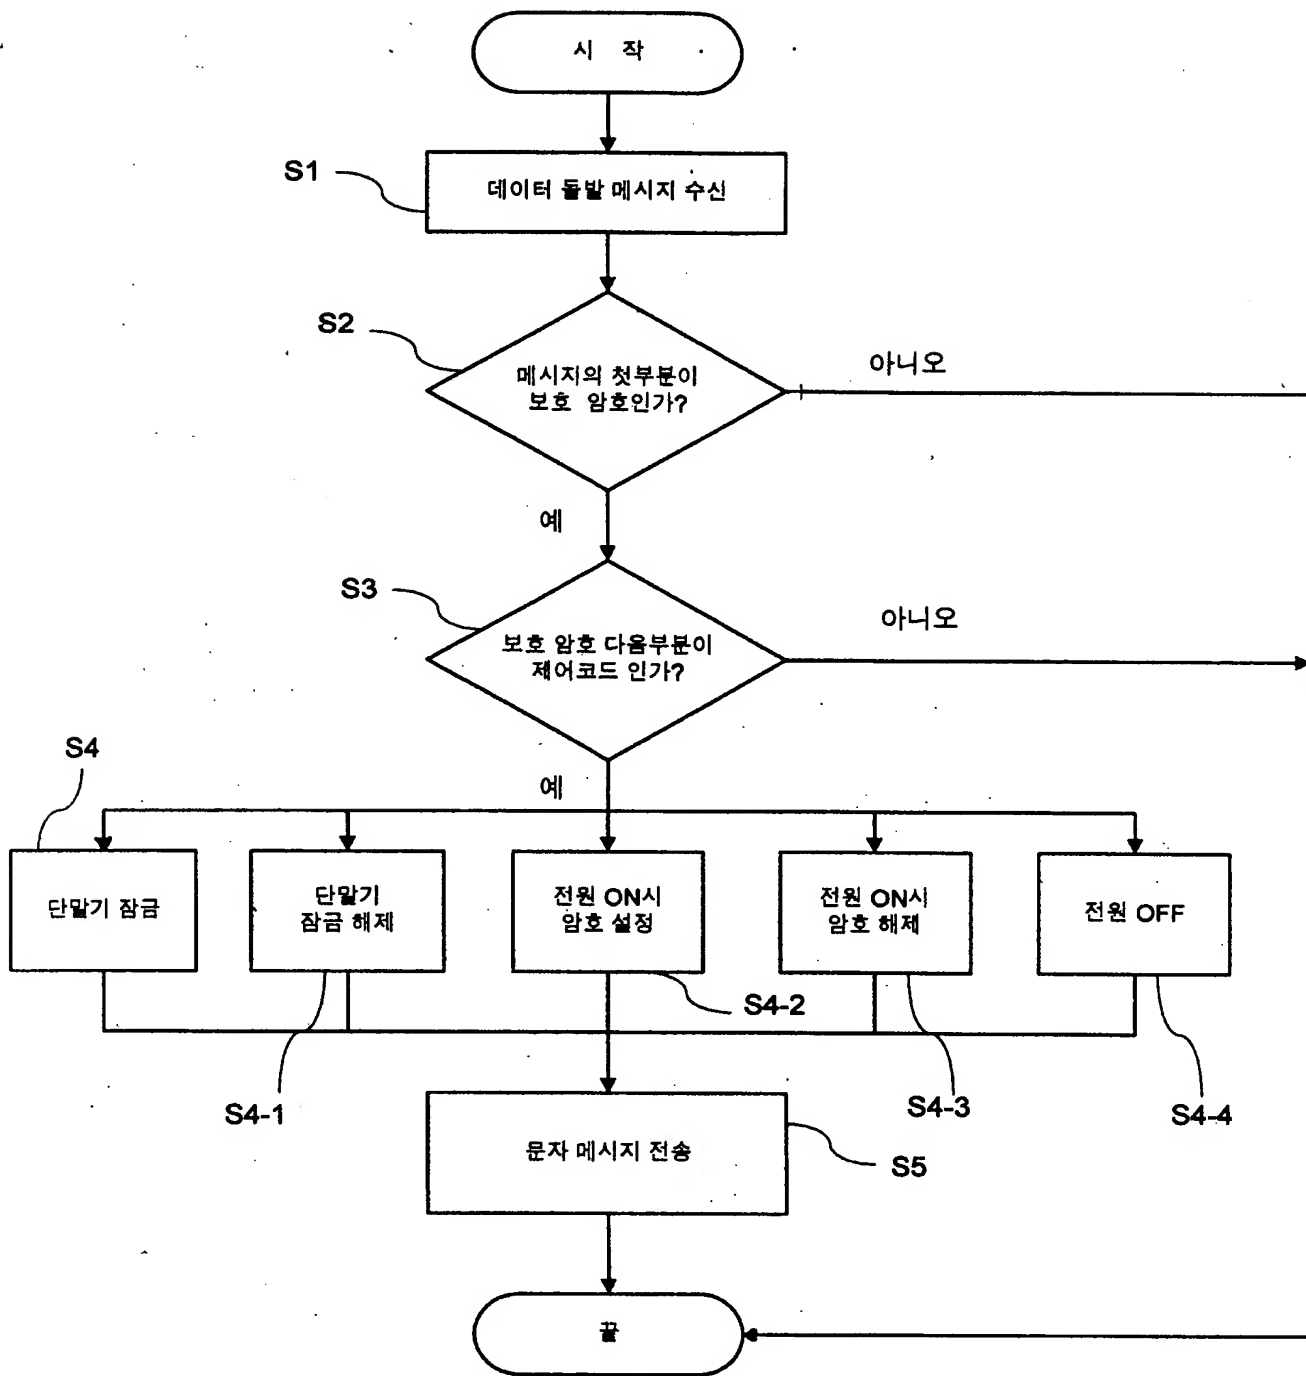 시 작
S1
데이터 돌발 메시지 수신
S2
메시지의 첫부분이
보호 암호인가?
아니오
예
S3
보호 암호 다음부분이
제어코드 인가?
아니오
예
S4
단말기 잠금
단말기
잠금 해제
전원 ON시
암호 설정
전원 ON시
암호 해제
전원 OFF
S4-1
S4-2
S4-3
S4-4
문자 메시지 전송
S5
끝